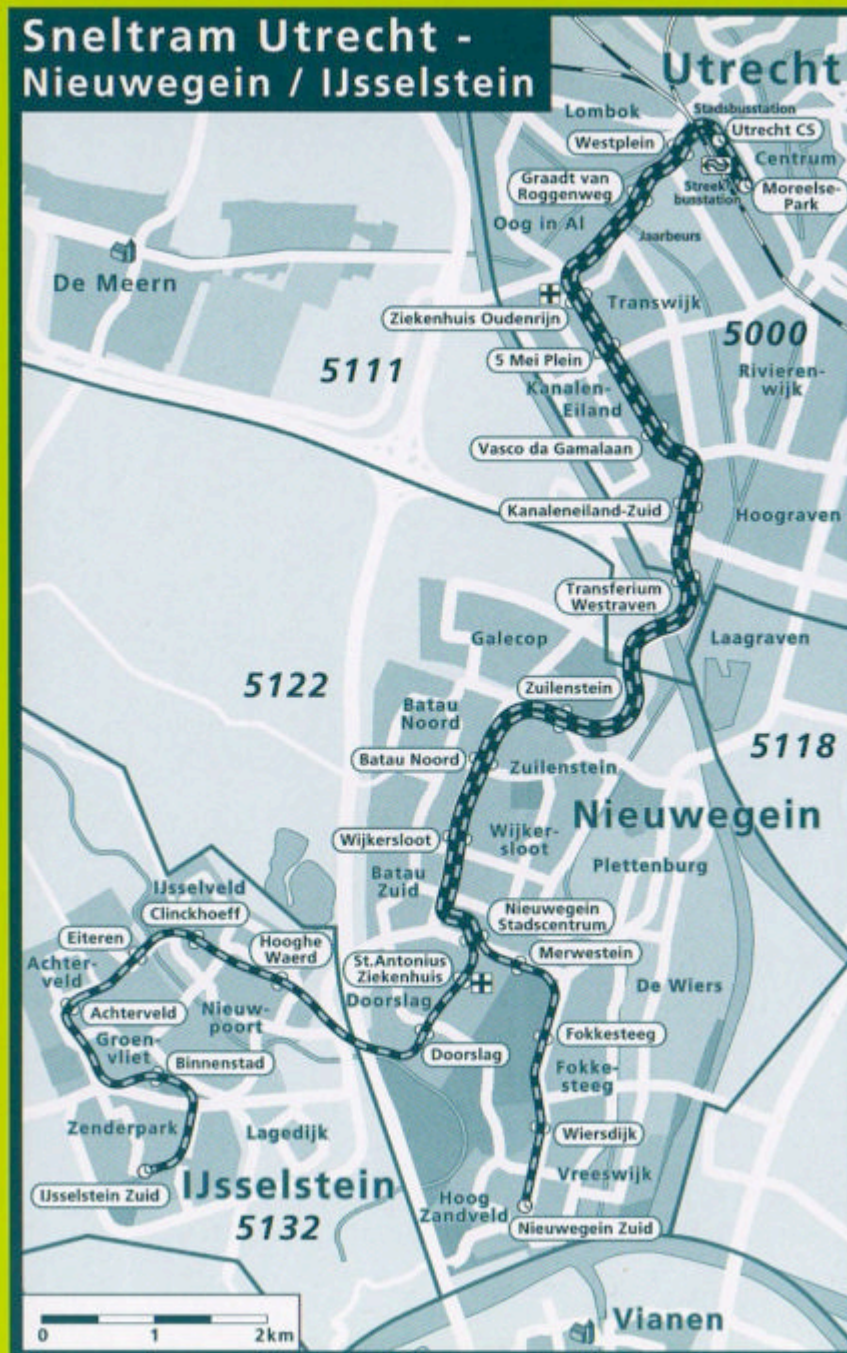 Sneltram Utrecht -
Nieuwegein / IJsselstein
Utrecht
Stadsbusstation
Lombok
Westplein
Utrecht CS
Centrum
Graadt van
Roggenweg
Streek-
busstation
Moreelse-
Park
Oog in Al
Jaarbeurs
De Meern
Transwijk
Ziekenhuis Oudenrijn
5000
5 Mei Plein
5111
Rivieren-
wijk
Kanalen-
Eiland
Vasco da Gamalaan
Kanaleneiland-Zuid
Hoograven
Transferium
Westraven
Galecop
Laagraven
5122
Zuilenstein
Batau
Noord
5118
Batau Noord
Zuilenstein
Nieuwegein
Wijkersloot
Wijker-
sloot
Plettenburg
Batau
Zuid
IJsselveld
Clinckhoeff
Nieuwegein
Stadscentrum
Eiteren
Hooghe
Waerd
Merwestein
St.Antonius
Ziekenhuis
Achter-
veld
De Wiers
Doorslag
Achterveld
Nieuw-
poort
Fokkesteeg
Groen-
vliet
Doorslag
Binnenstad
Fokke-
steeg
Zenderpark
Lagedijk
Wiersdijk
Vreeswijk
IJsselstein Zuid
IJsselstein
Hoog
Zandveld
5132
Nieuwegein Zuid
Vianen
0 1 2km